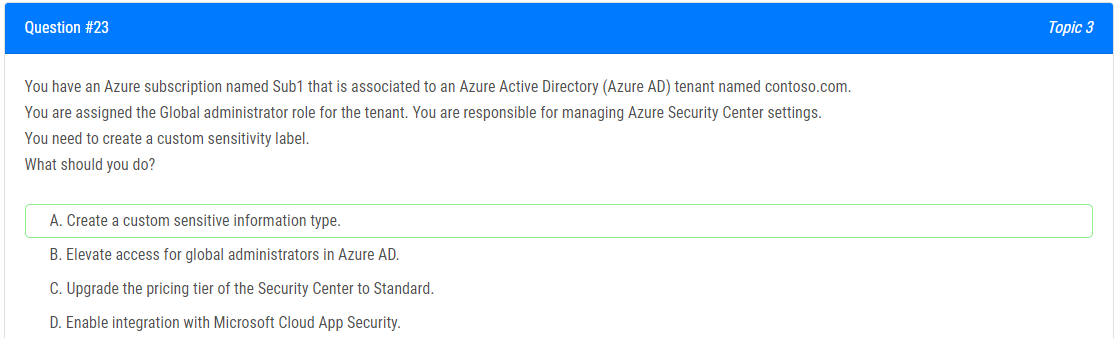 Question #23
Topic 3
You have an Azure subscription named Sub1 that is associated to an Azure Active Directory (Azure AD) tenant named contoso.com.
You are assigned the Global administrator role for the tenant. You are responsible for managing Azure Security Center settings.
You need to create a custom sensitivity label.
What should you do?
A. Create a custom sensitive information type.
B. Elevate access for global administrators in Azure AD.
C. Upgrade the pricing tier of the Security Center to Standard.
D. Enable integration with Microsoft Cloud App Security.